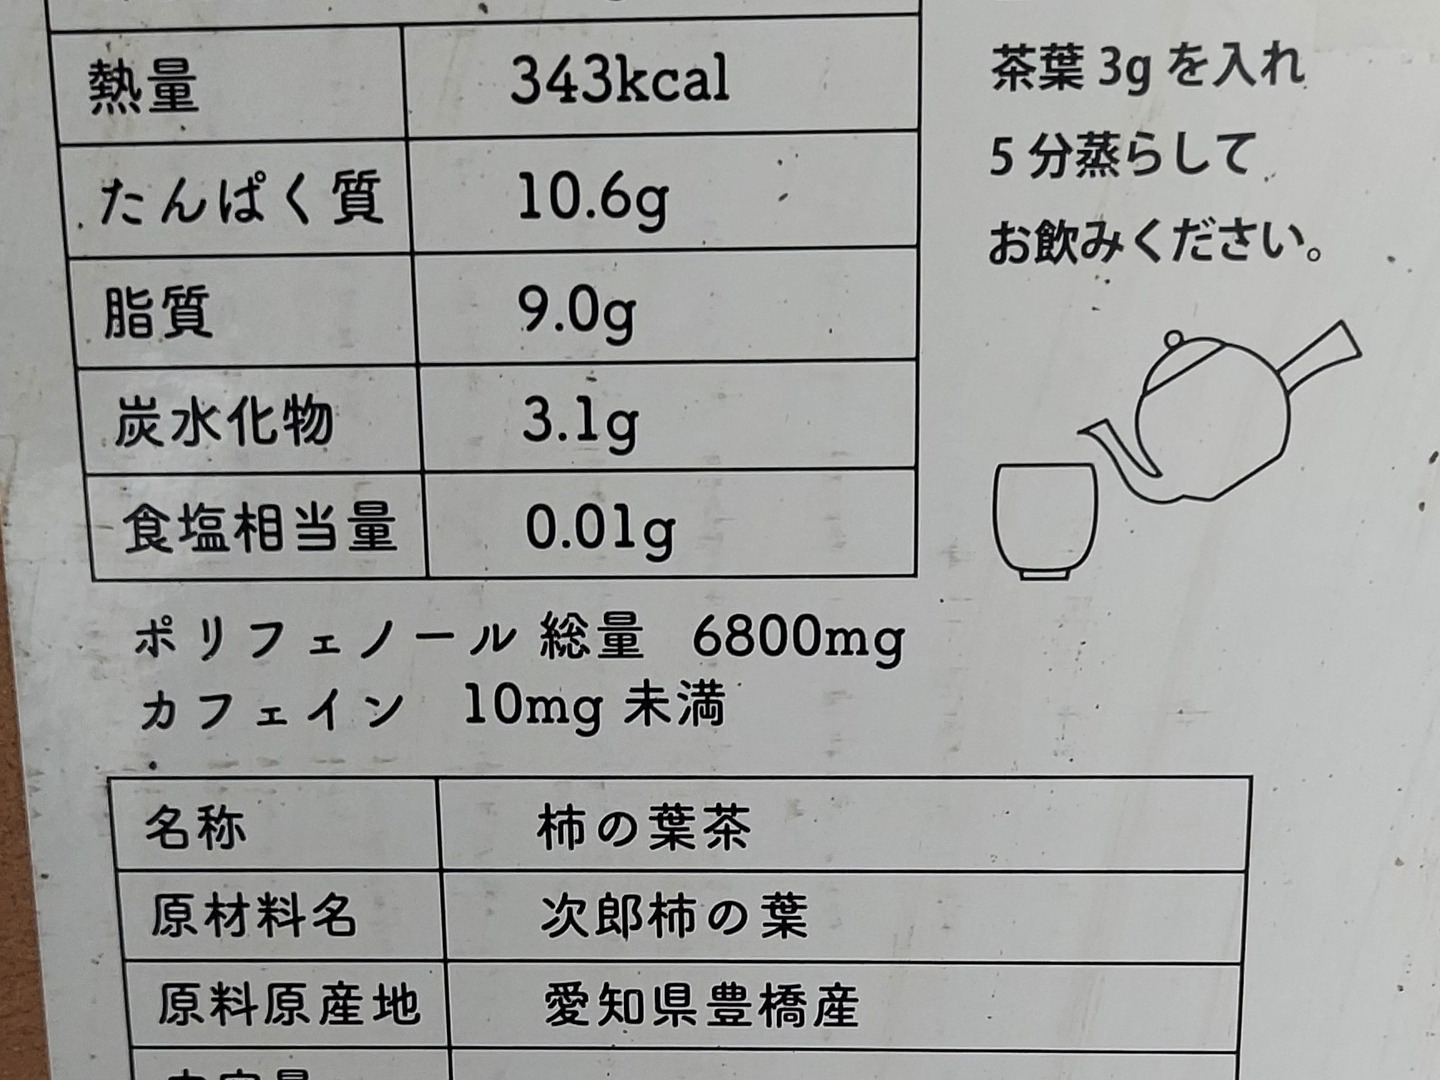 熱量 343kcal
たんぱく質 10.6g
脂質 9.0g
炭水化物 3.1g
食塩相当量 0.01g
ポリフェノール 総量 6800mg
カフェイン 10mg 未満
茶葉 3g を入れ
5 分蒸らして
お飲みください。
名称 柿の葉茶
原材料名 次郎柿の葉
原料原産地 愛知県豊橋産